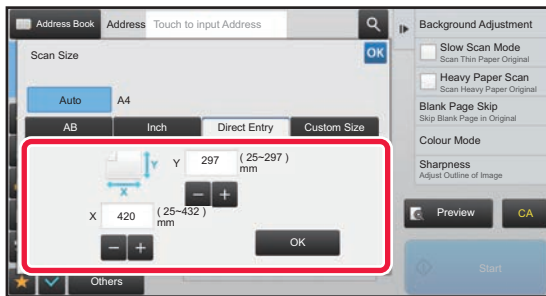 Address Book
Address
Touch to input Address
Scan Size
OK
Auto
A4
AB
Inch
Direct Entry
Custom Size
Y
X
Y
297
( 25~297 )
mm
X
420
( 25~432 )
mm
OK
Others
Background Adjustment
Slow Scan Mode
Scan Thin Paper Original
Heavy Paper Scan
Scan Heavy Paper Original
Blank Page Skip
Skip Blank Page in Original
Colour Mode
Sharpness
Adjust Outline of Image
Preview
CA
Start